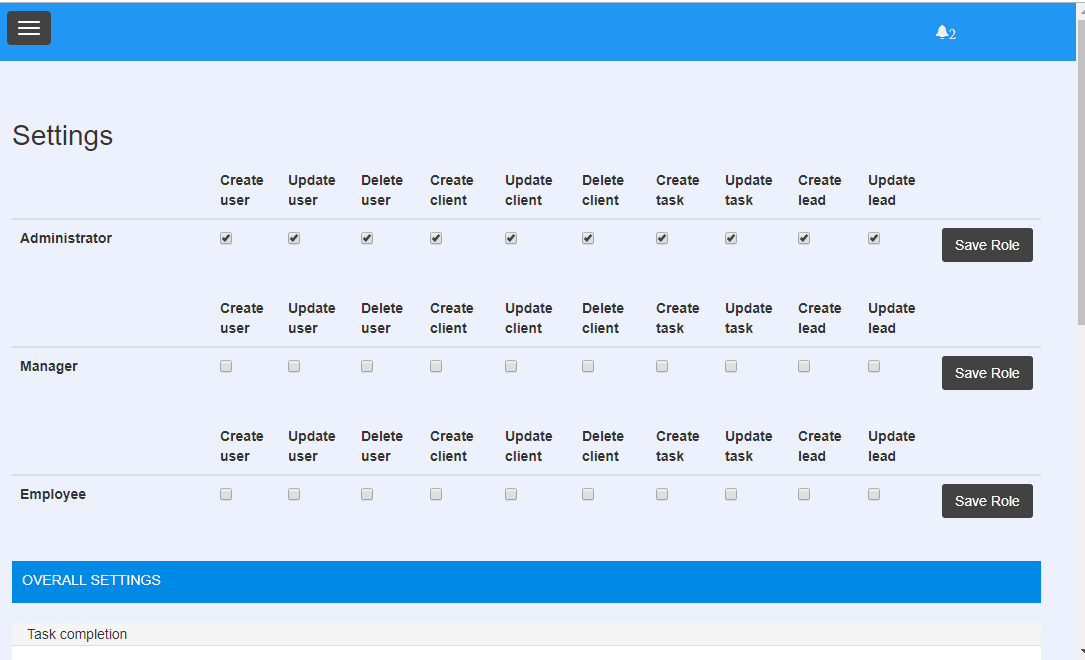 2
Settings
Create user Update user Delete user Create client Update client Delete client Create task Update task Create lead Update lead
Administrator Save Role
Create user Update user Delete user Create client Update client Delete client Create task Update task Create lead Update lead
Manager Save Role
Create user Update user Delete user Create client Update client Delete client Create task Update task Create lead Update lead
Employee Save Role
OVERALL SETTINGS
Task completion